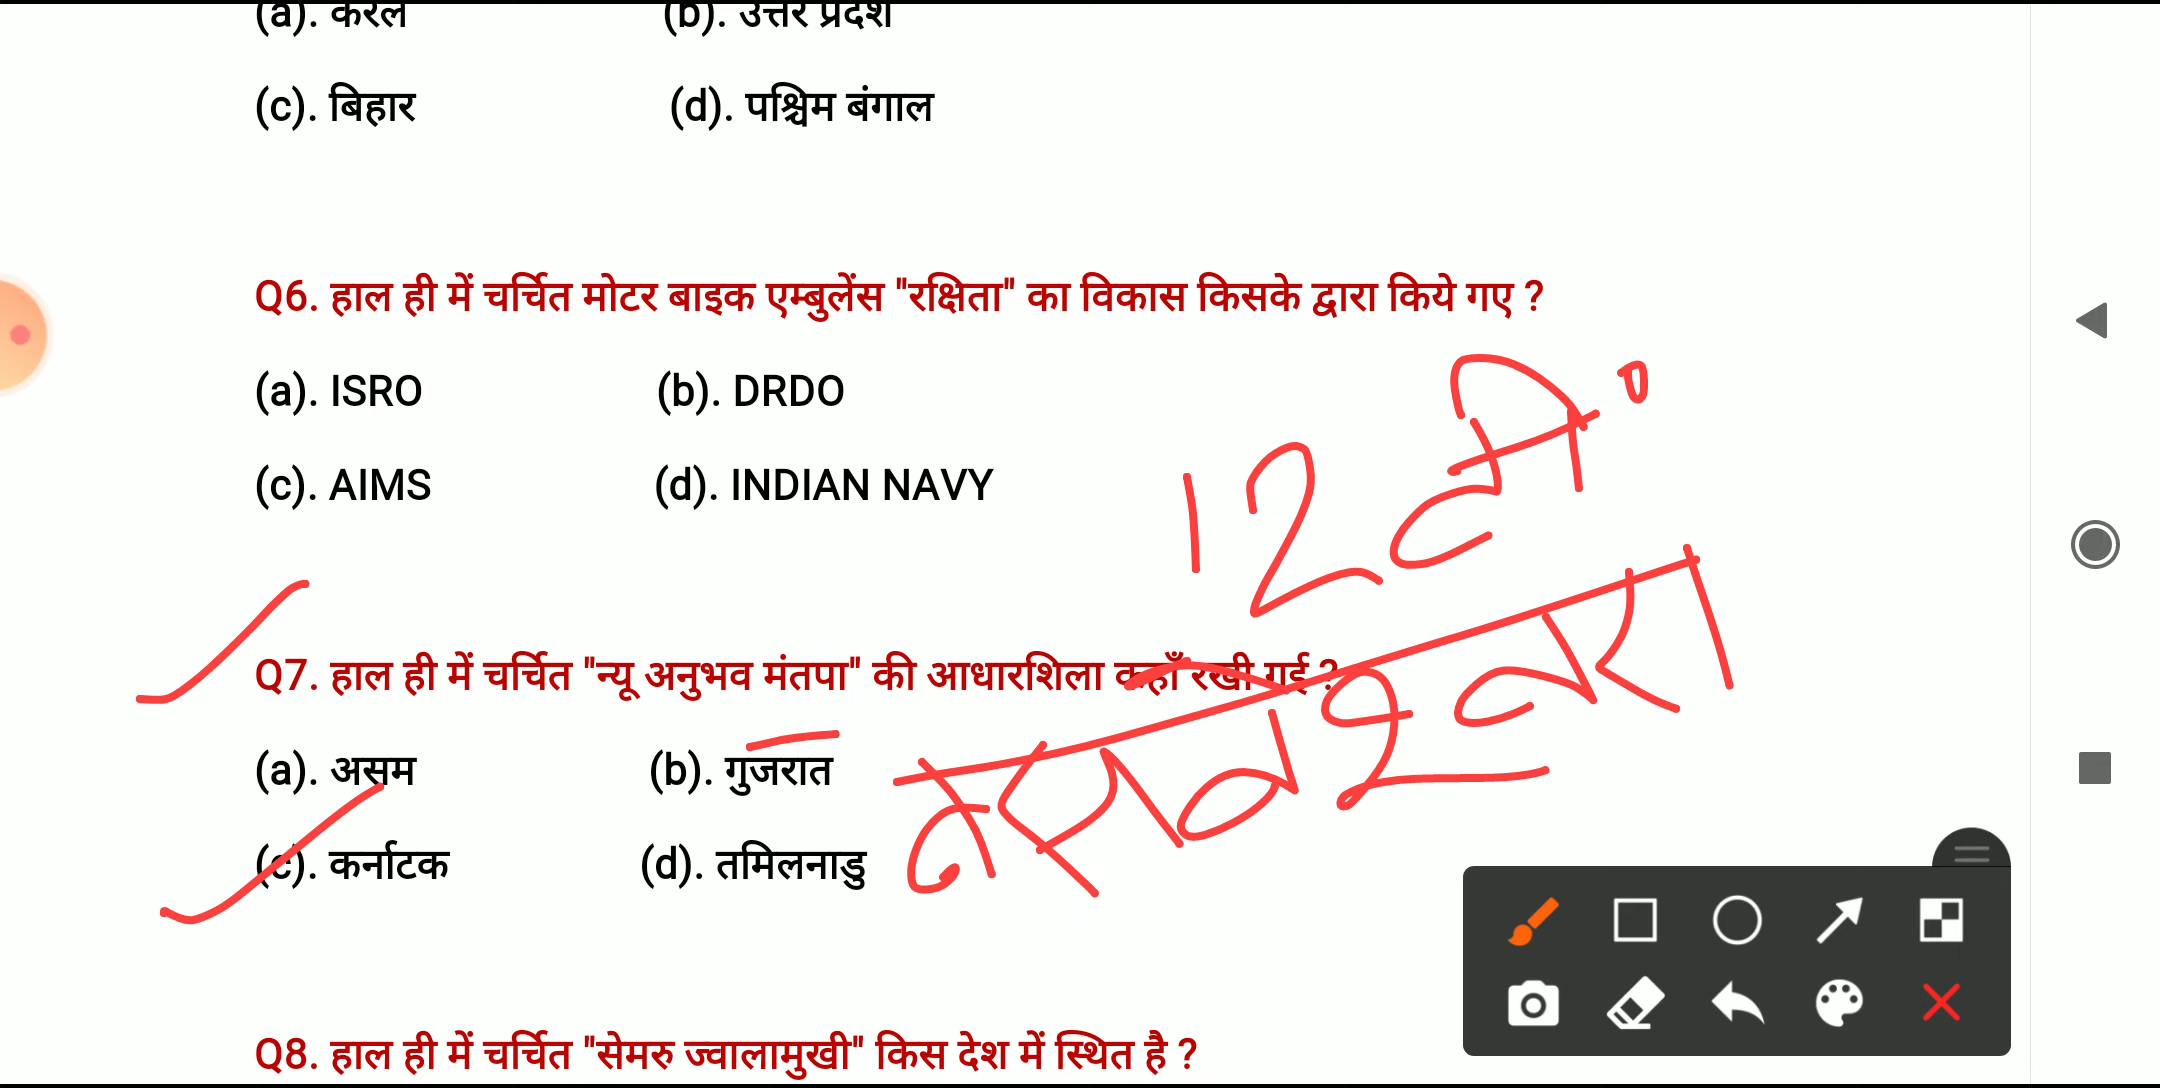 (a). केरल (b). उत्तर प्रदेश
(c). बिहार (d). पश्चिम बंगाल
Q6. हाल ही में चर्चित मोटर बाइक एम्बुलेंस "रक्षिता" का विकास किसके द्वारा किये गए ?
(a). ISRO (b). DRDO
(c). AIMS (d). INDIAN NAVY
12वीं
Q7. हाल ही में चर्चित "न्यू अनुभव मंतपा" की आधारशिला कहाँ रखी गई ?
(a). असम (b). गुजरात
(c). कर्नाटक (d). तमिलनाडु
Q8. हाल ही में चर्चित "सेमरु ज्वालामुखी" किस देश में स्थित है ?